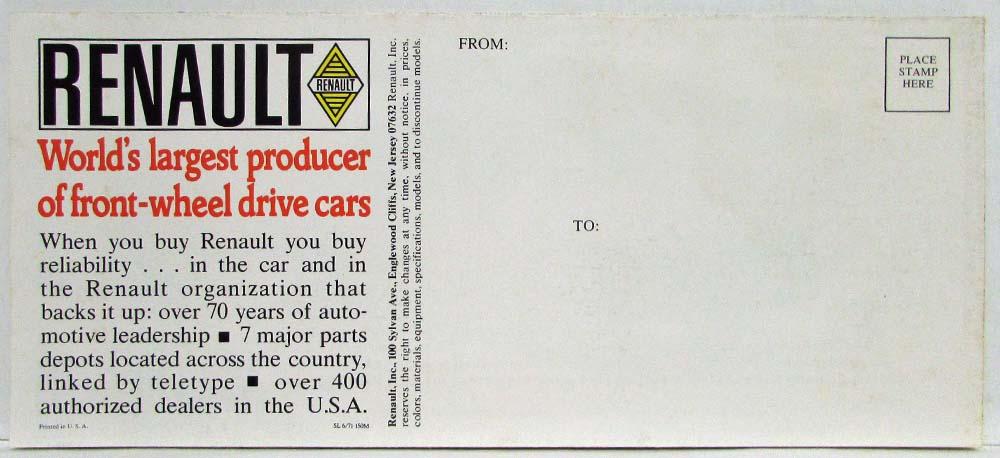 RENAULT
RENAULT
World's largest producer
of front-wheel drive cars
When you buy Renault you buy
reliability . . . in the car and in
the Renault organization that
backs it up: over 70 years of auto-
motive leadership ■ 7 major parts
depots located across the country,
linked by teletype ■ over 400
authorized dealers in the U.S.A.
Printed in U. S. A.
SL 6/71 150M
Renault, Inc., 100 Sylvan Ave., Englewood Cliffs, New Jersey 07632 Renault, Inc.
reserves the right to make changes at any time, without notice, in prices,
colors, materials, equipment, specifications, models, and to discontinue models.
FROM:
TO:
PLACE
STAMP
HERE